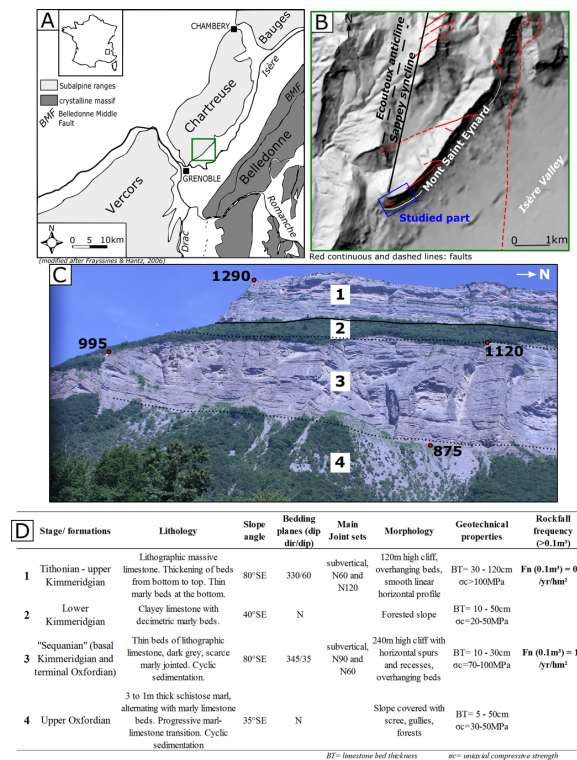 A
CHAMBERY
Bauges
Isère
Subalpine ranges
crystalline massif
BMF
Belledonne Middle
Fault
Chartreuse
BMF
Belledonne
GRENOBLE
Vercors
Drac
Romanche
N
0 5 10km
(modified after Frayssines & Hantz, 2006)
B
N
Ecoutoux anticline
Sappey syncline
Mont Saint Eynard
Isère Valley
Studied part
0 1km
Red continuous and dashed lines: faults
C
N
1290
1
2
995
1120
3
875
4
D
Stage/ formations Lithology Slope angle Bedding planes (dip dir/dip) Main Joint sets Morphology Geotechnical properties Rockfall frequency (>0.1m³)
1 Tithonian - upper Kimmeridgian Lithographic massive limestone. Thickening of beds from bottom to top. Thin marly beds at the bottom. 80°SE 330/60 subvertical, N60 and N120 120m high cliff, overhanging beds, smooth linear horizontal profile BT= 30 - 120cm σc>100MPa Fn (0.1m³) = 0 /yr/hm²
2 Lower Kimmeridgian Clayey limestone with decimetric marly beds. 40°SE N Forested slope BT= 10 - 50cm σc=20-50MPa
3 "Sequanian" (basal Kimmeridgian and terminal Oxfordian) Thin beds of lithographic limestone, dark grey, scarce marly jointed. Cyclic sedimentation. 80°SE 345/35 subvertical, N90 and N60 240m high cliff with horizontal spurs and recesses, overhanging beds BT= 10 - 30cm σc=70-100MPa Fn (0.1m³) = 1 /yr/hm²
4 Upper Oxfordian 3 to 1m thick schistose marl, alternating with marly limestone beds. Progressive marl-limestone transition. Cyclic sedimentation 35°SE N Slope covered with scree, gullies, forests BT= 5 - 50cm σc=30-50MPa
BT= limestone bed thickness σc= uniaxial compressive strength